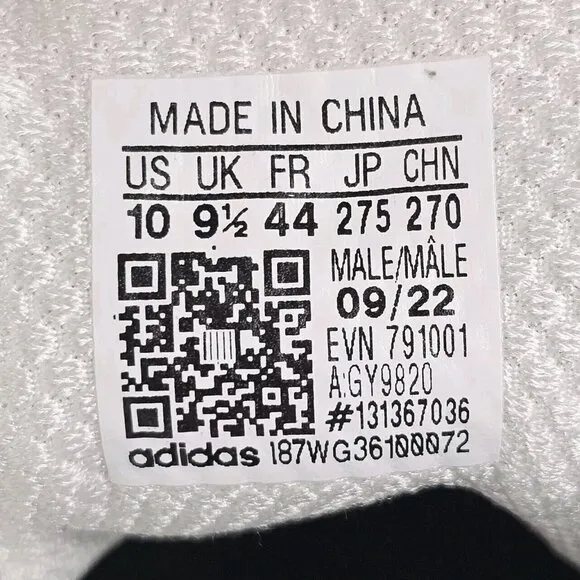 MADE IN CHINA
US UK FR JP CHN
10 9½ 44 275 270
MALE/MÂLE
09/22
EVN 791001
A:GY9820
#131367036
adidas 187WG36100072